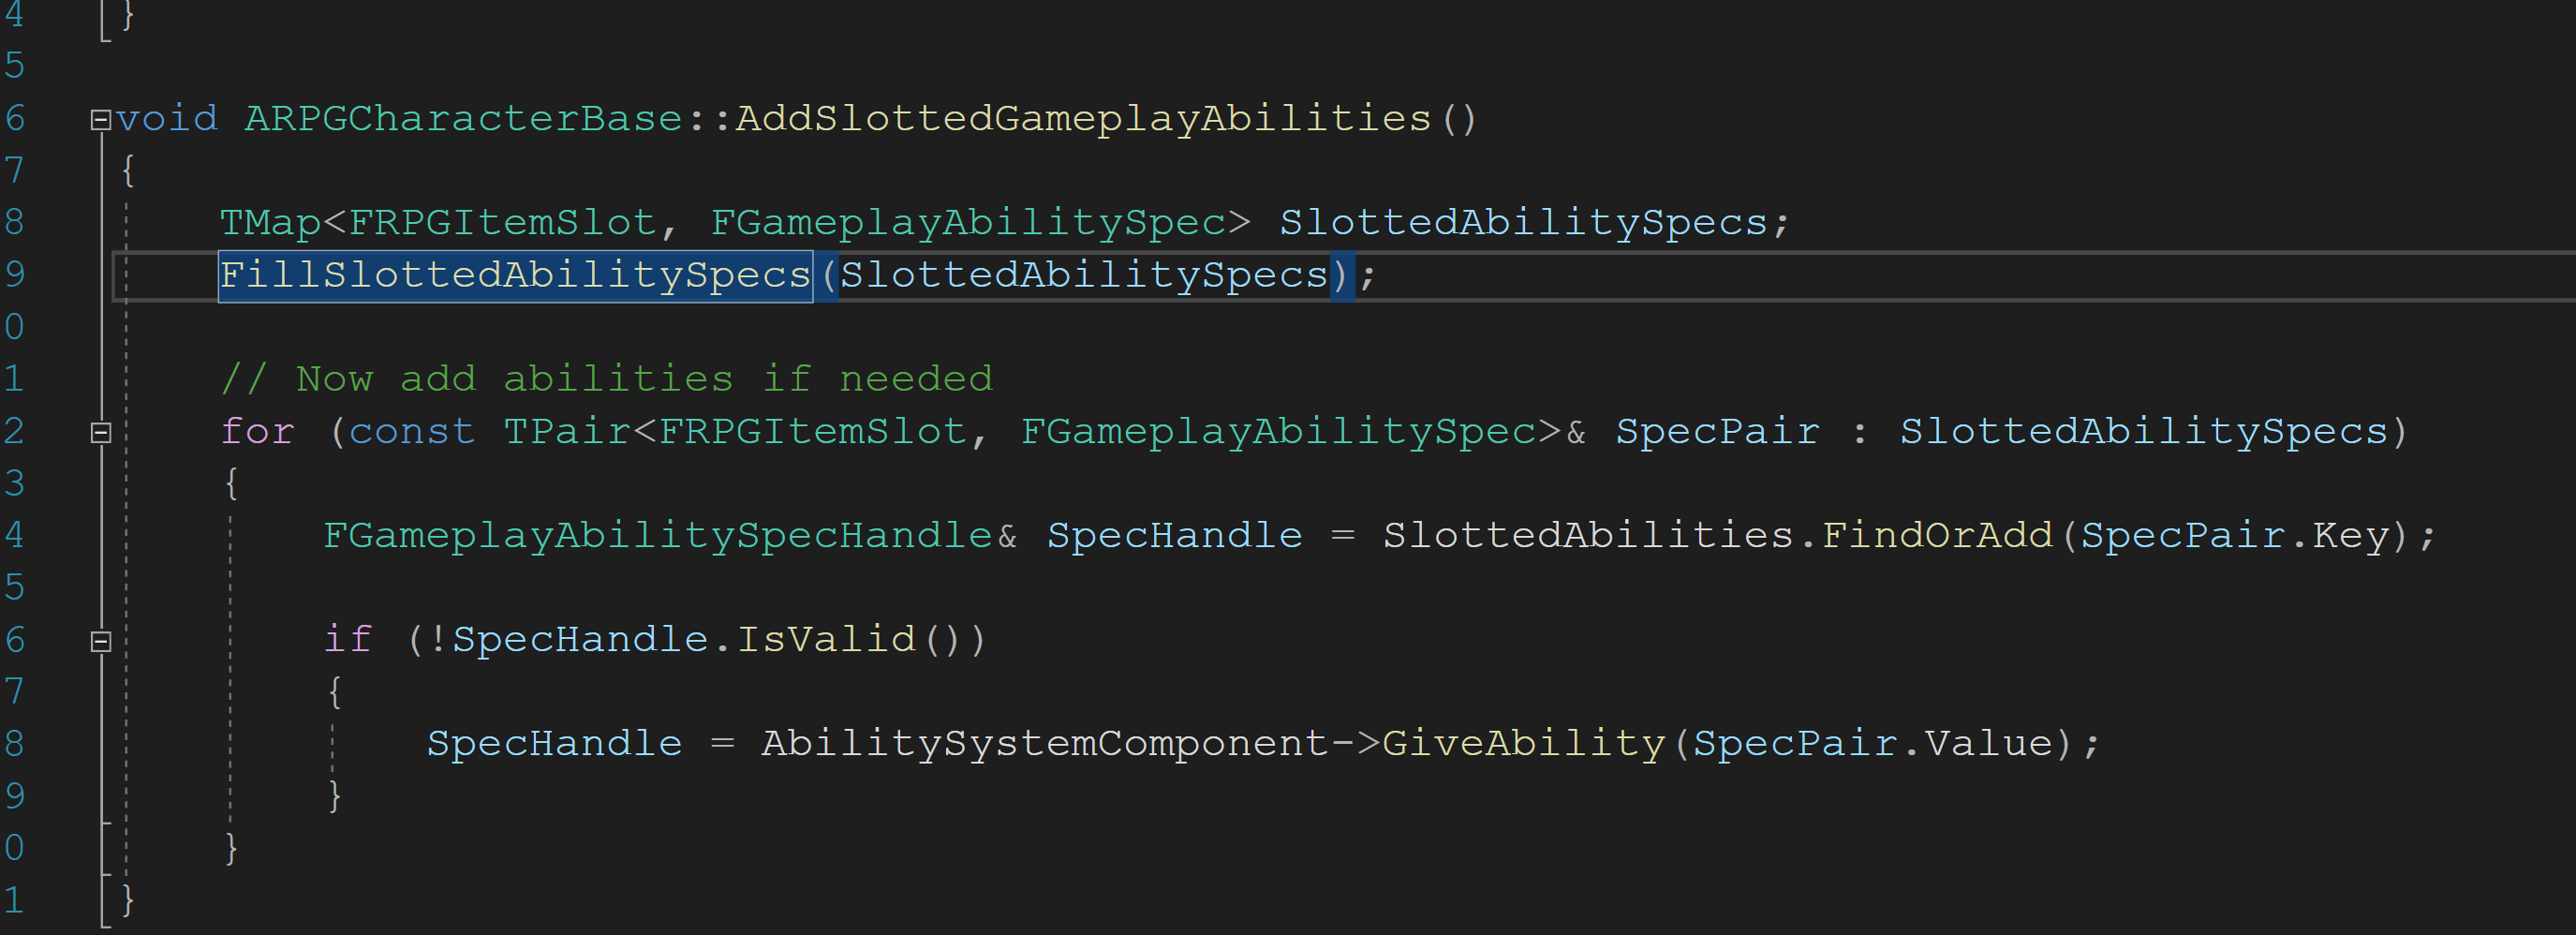 4 }
5
6 void ARPGCharacterBase::AddSlottedGameplayAbilities()
7 {
8 TMap<FRPGItemSlot, FGameplayAbilitySpec> SlottedAbilitySpecs;
9 FillSlottedAbilitySpecs(SlottedAbilitySpecs);
0
1 // Now add abilities if needed
2 for (const TPair<FRPGItemSlot, FGameplayAbilitySpec>& SpecPair : SlottedAbilitySpecs)
3 {
4 FGameplayAbilitySpecHandle& SpecHandle = SlottedAbilities.FindOrAdd(SpecPair.Key);
5
6 if (!SpecHandle.IsValid())
7 {
8 SpecHandle = AbilitySystemComponent->GiveAbility(SpecPair.Value);
9 }
0 }
1 }